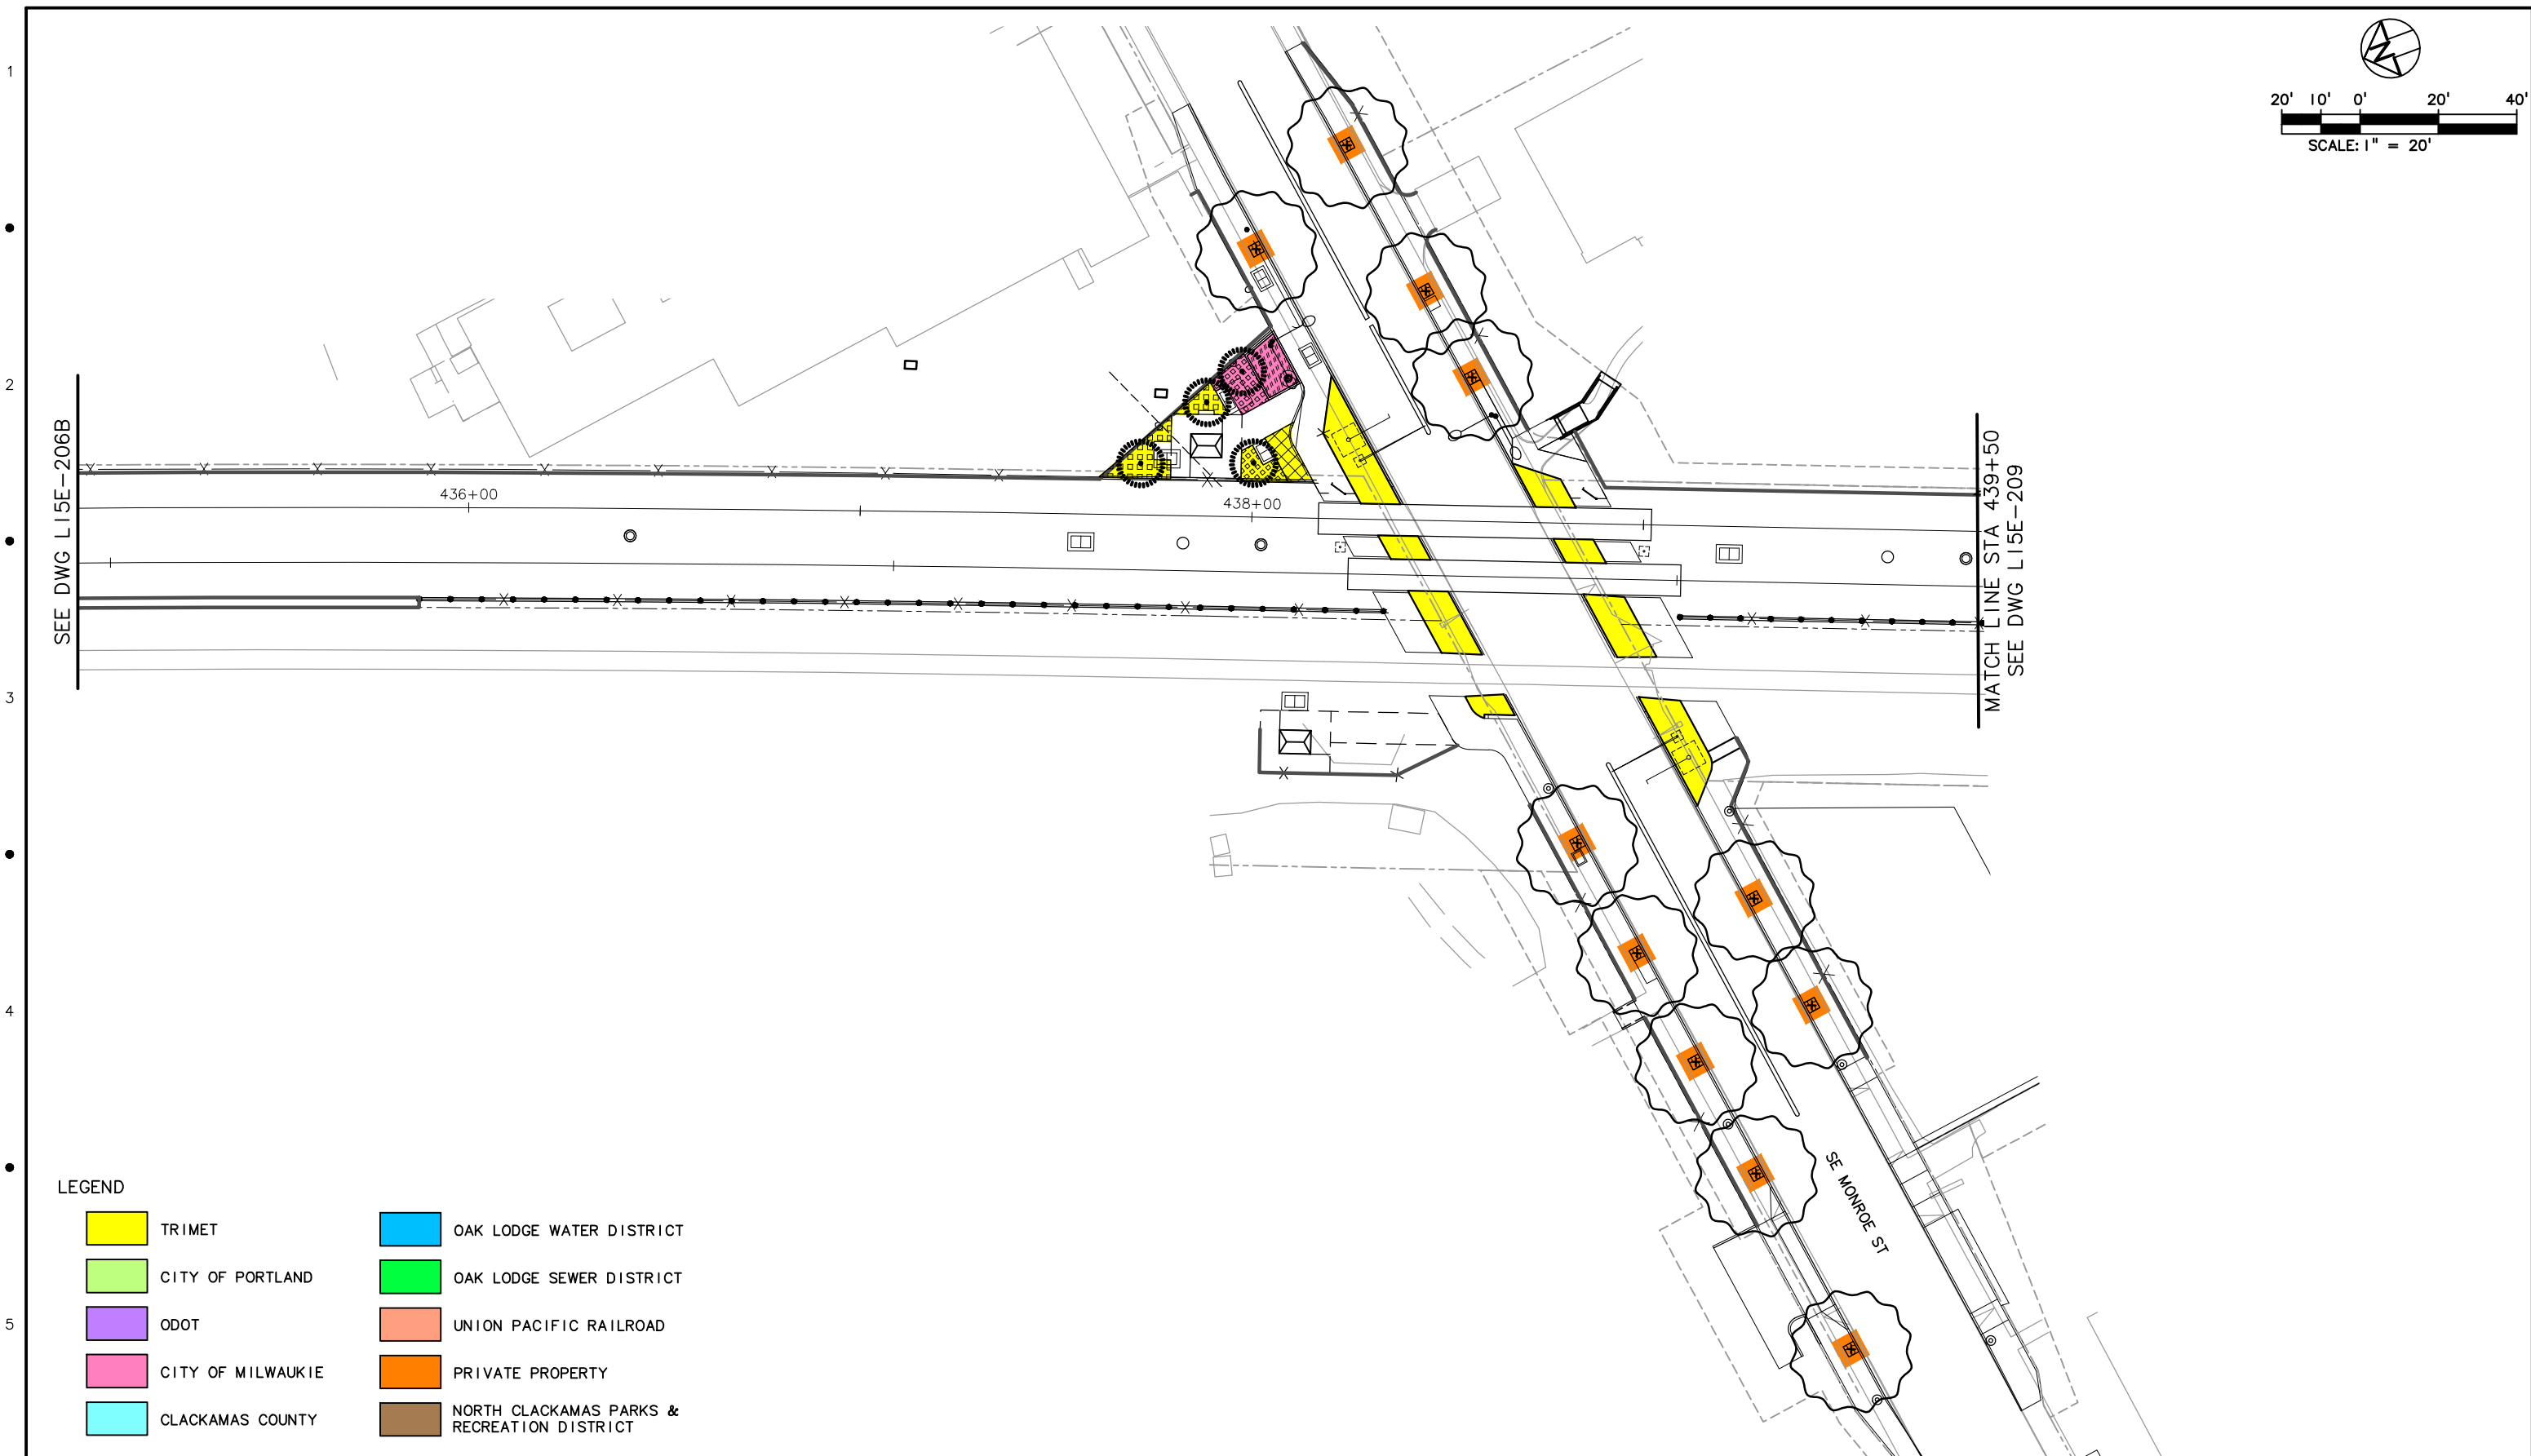 1
2
3
4
5
20' 10' 0' 20' 40'
SCALE: 1" = 20'
SEE DWG L15E-206B
436+00
438+00
MATCH LINE STA 439+50
SEE DWG L15E-209
SE MONROE ST
LEGEND
TRIMET
CITY OF PORTLAND
ODOT
CITY OF MILWAUKIE
CLACKAMAS COUNTY
OAK LODGE WATER DISTRICT
OAK LODGE SEWER DISTRICT
UNION PACIFIC RAILROAD
PRIVATE PROPERTY
NORTH CLACKAMAS PARKS &
RECREATION DISTRICT